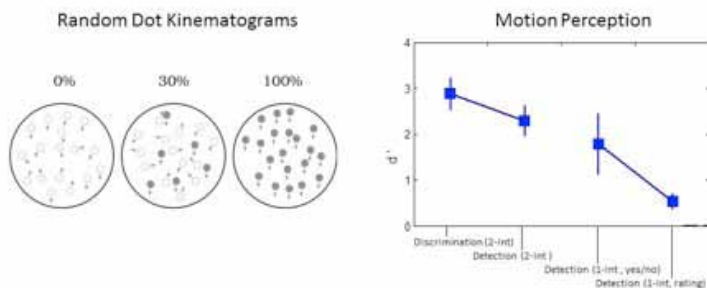 Random Dot Kinematograms
0%
30%
100%
Motion Perception
4
3
2
1
0
d'
Discrimination (2-Int)
Detection (2-Int )
Detection (1-Int , yes/no)
Detection (1-Int, rating)